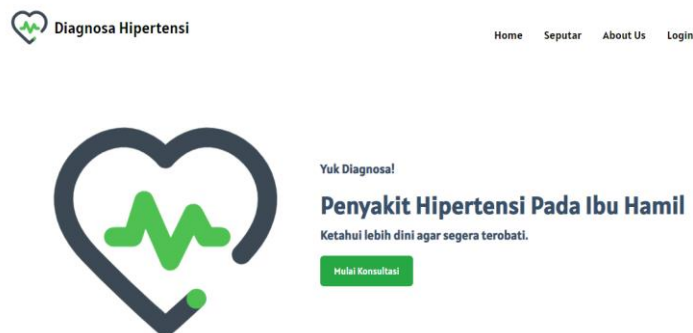 Diagnosa Hipertensi
Home Seputar About Us Login
Yuk Diagnosa!
Penyakit Hipertensi Pada Ibu Hamil
Ketahui lebih dini agar segera terobati.
Mulai Konsultasi